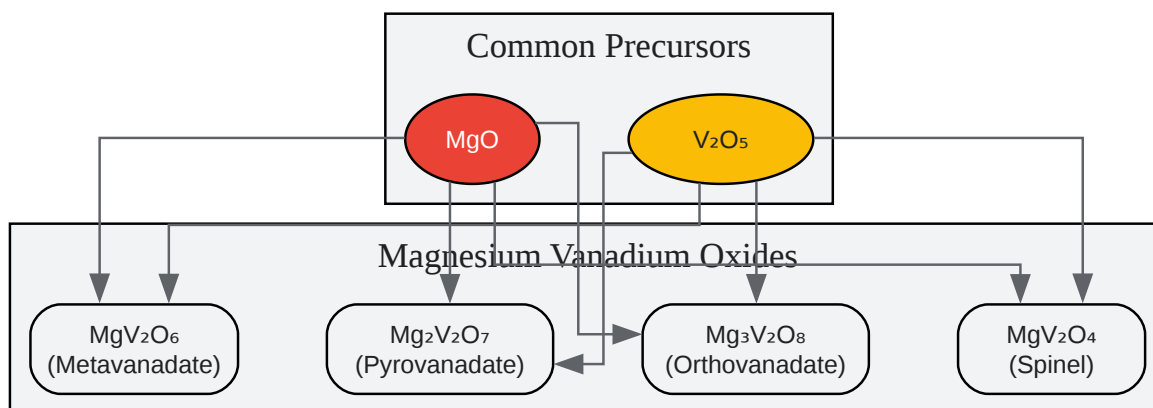 Common Precursors
MgO
V₂O₅
Magnesium Vanadium Oxides
MgV₂O₆
(Metavanadate)
Mg₂V₂O₇
(Pyrovanadate)
Mg₃V₂O₈
(Orthovanadate)
MgV₂O₄
(Spinel)